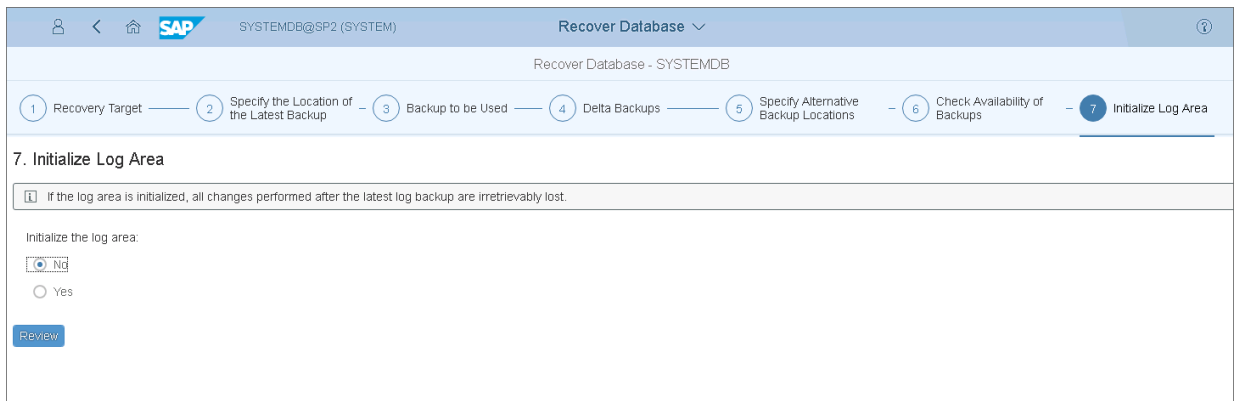 SAP SYSTEMDB@SP2 (SYSTEM) Recover Database
Recover Database - SYSTEMDB
1 Recovery Target 2 Specify the Location of the Latest Backup 3 Backup to be Used 4 Delta Backups 5 Specify Alternative Backup Locations 6 Check Availability of Backups 7 Initialize Log Area
7. Initialize Log Area
If the log area is initialized, all changes performed after the latest log backup are irretrievably lost.
Initialize the log area:
No
Yes
Review